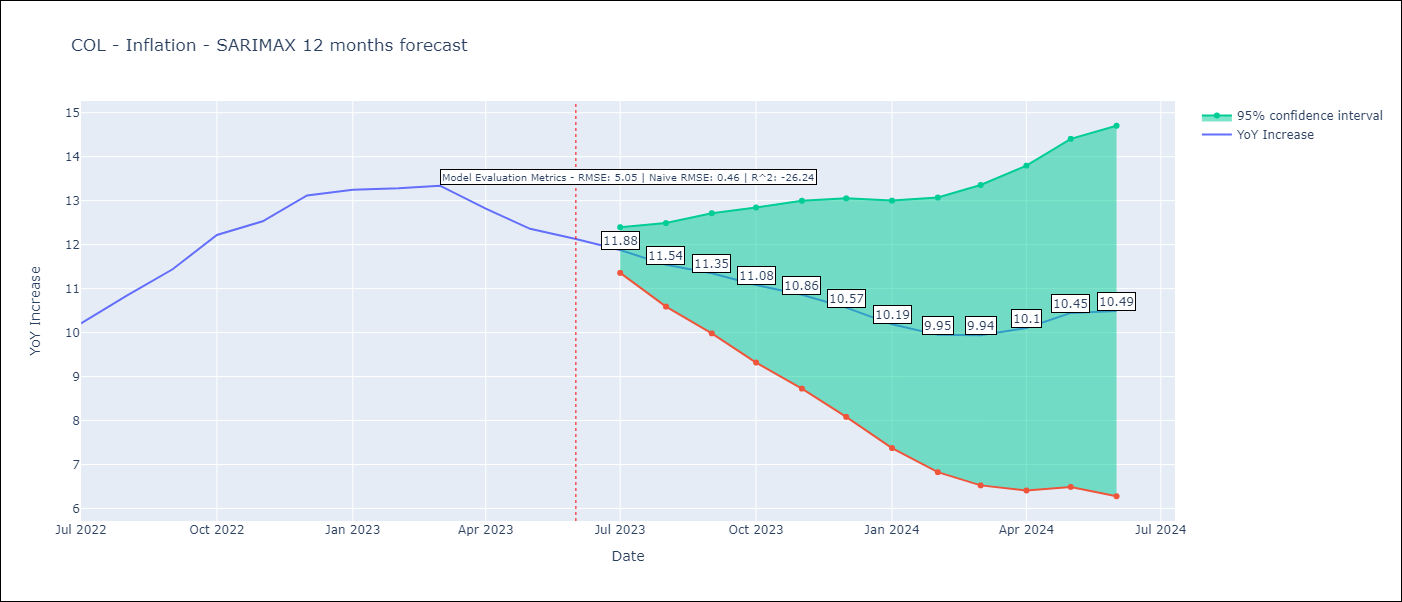 COL - Inflation - SARIMAX 12 months forecast
95% confidence interval
YoY Increase
Model Evaluation Metrics - RMSE: 5.05 | Naive RMSE: 0.46 | R^2: -26.24
YoY Increase
15
14
13
12
11
10
9
8
7
6
11.88
11.54
11.35
11.08
10.86
10.57
10.19
9.95
9.94
10.1
10.45
10.49
Jul 2022
Oct 2022
Jan 2023
Apr 2023
Jul 2023
Oct 2023
Jan 2024
Apr 2024
Jul 2024
Date